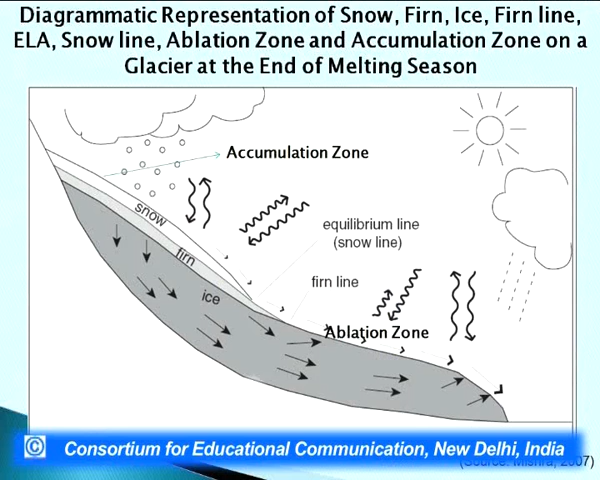 Diagrammatic Representation of Snow, Firn, Ice, Firn line,
ELA, Snow line, Ablation Zone and Accumulation Zone on a
Glacier at the End of Melting Season
Accumulation Zone
snow
equilibrium line
(snow line)
firn
firn line
ice
Ablation Zone
© Consortium for Educational Communication, New Delhi, India
(Source: Mishra, 2007)